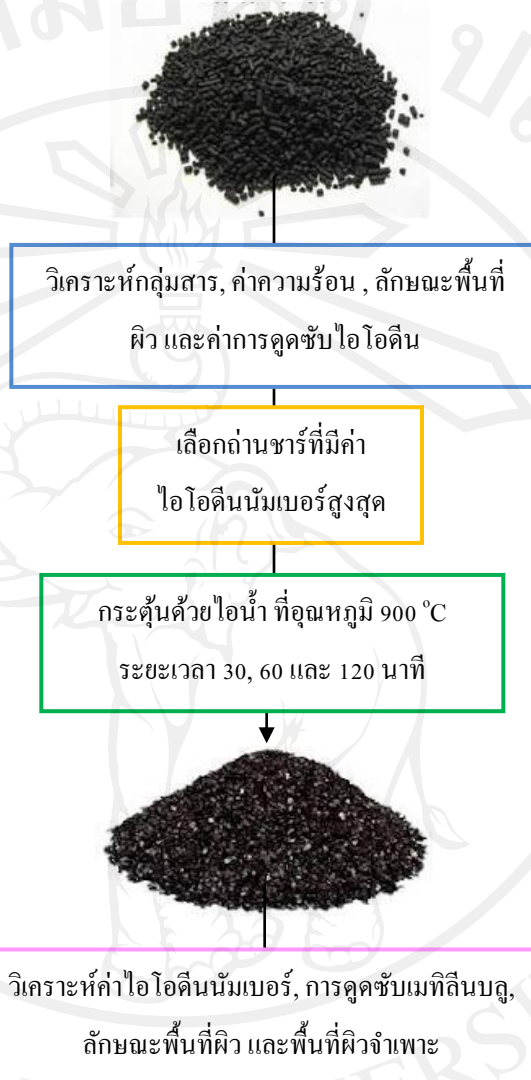 วิเคราะห์กลุ่มสาร, ค่าความร้อน , ลักษณะพื้นที่
ผิว และค่าการดูดซับไอโอดีน
เลือกถ่านชาร์ที่มีค่า
ไอโอดีนนัมเบอร์สูงสุด
กระตุ้นด้วยไอน้ำ ที่อุณหภูมิ 900 °C
ระยะเวลา 30, 60 และ 120 นาที
วิเคราะห์ค่าไอโอดีนนัมเบอร์, การดูดซับเมทิลีนบลู,
ลักษณะพื้นที่ผิว และพื้นที่ผิวจำเพาะ